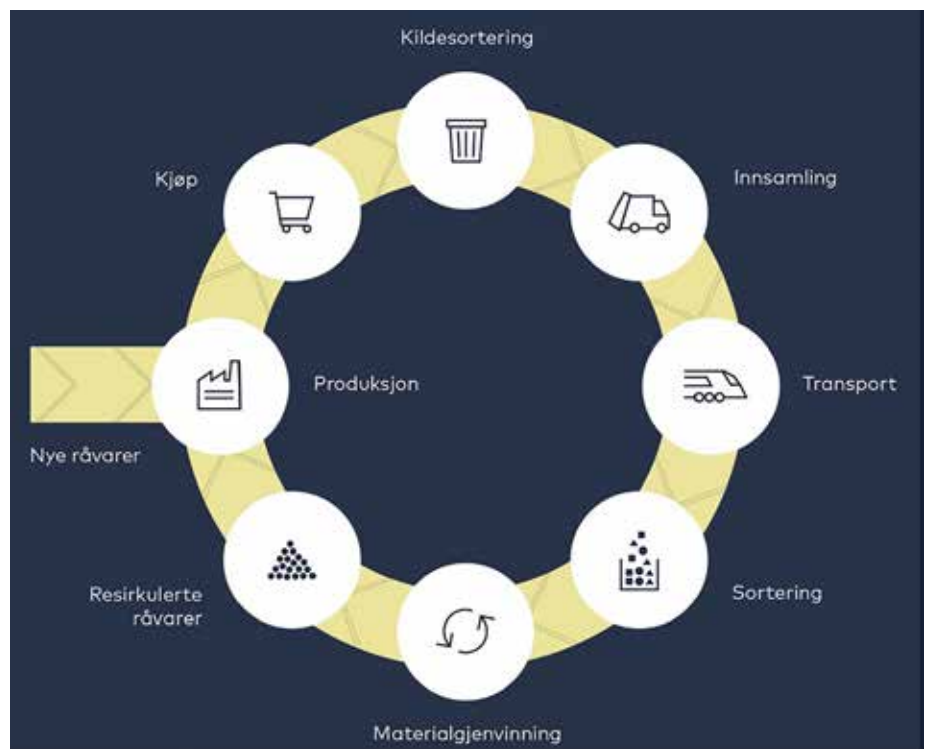 Kildesortering
Kjøp
Innsamling
Produksjon
Transport
Nye råvarer
Resirkulerte
råvarer
Sortering
Materialgjenvinning